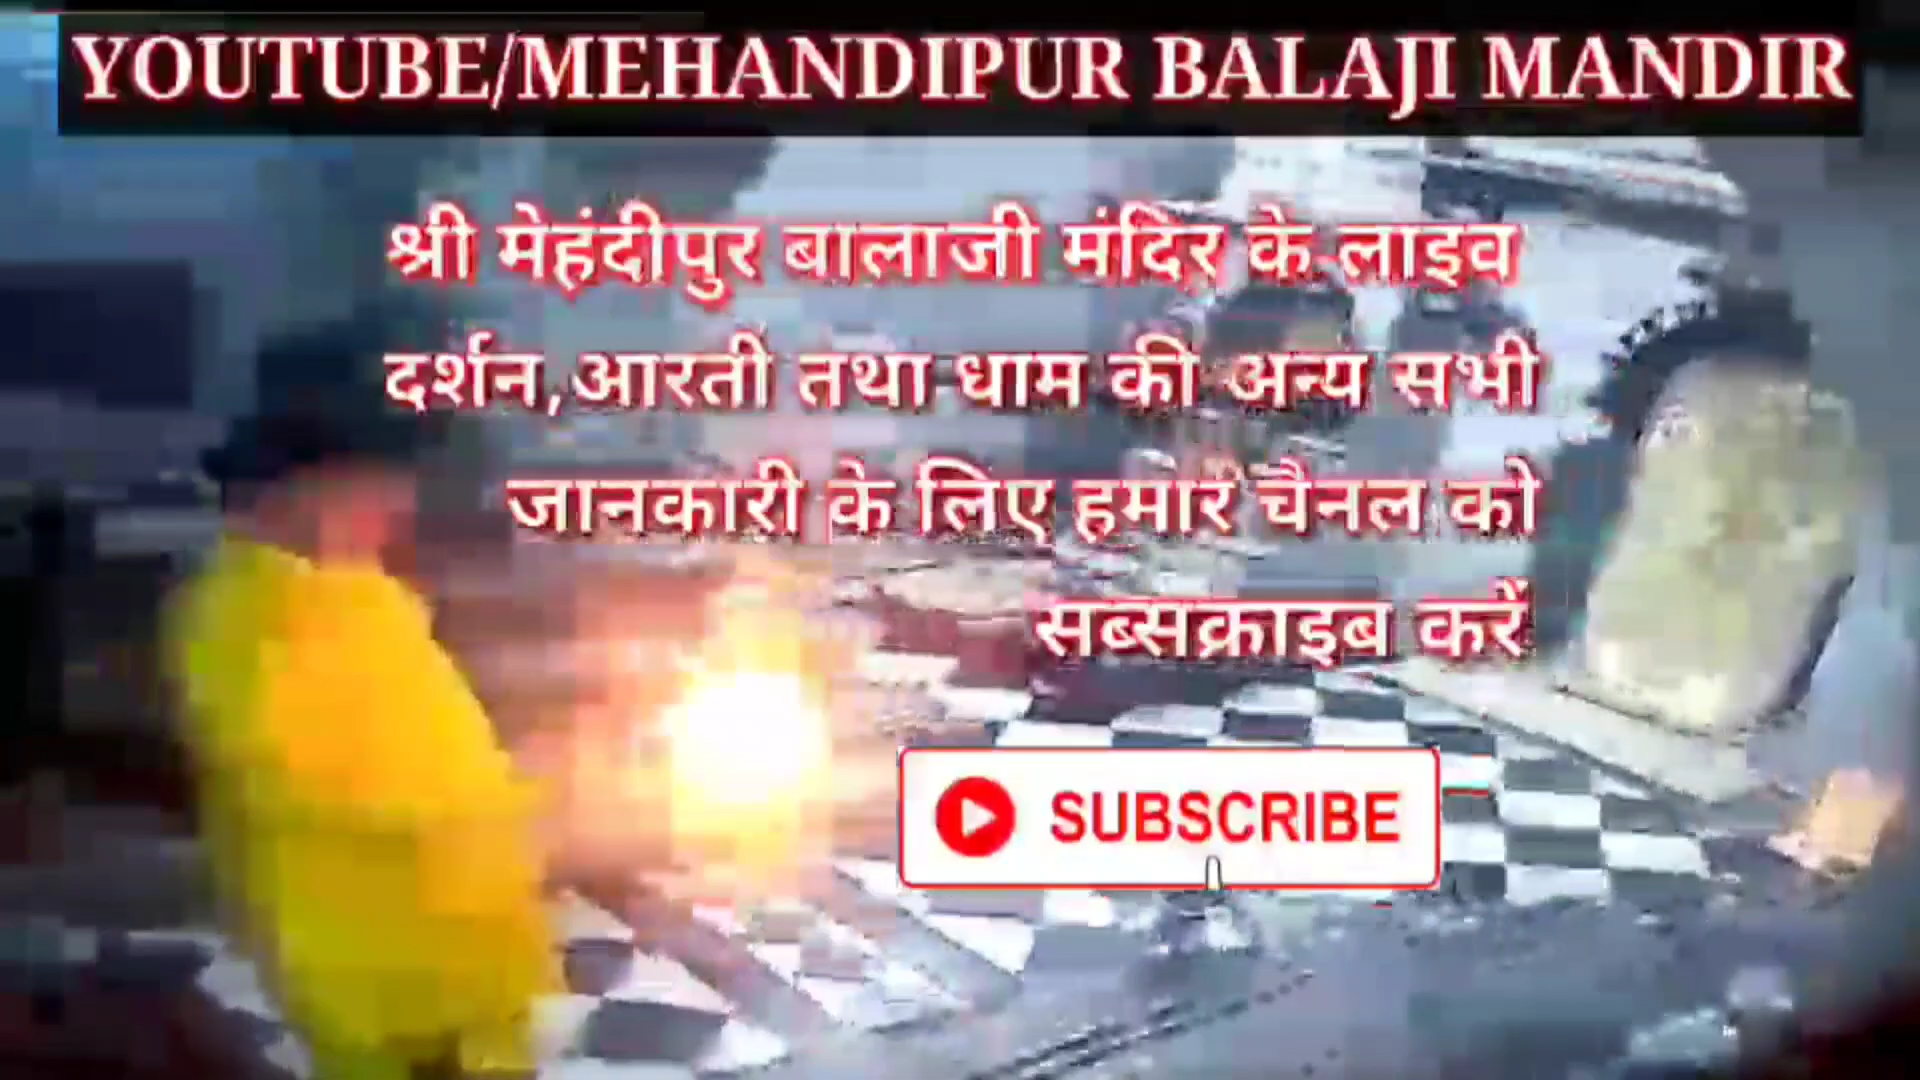 YOUTUBE/MEHANDIPUR BALAJI MANDIR
श्री मेहंदीपुर बालाजी मंदिर के लाइव
दर्शन,आरती तथा धाम की अन्य सभी
जानकारी के लिए हमारे चैनल को
सब्सक्राइब करें
SUBSCRIBE